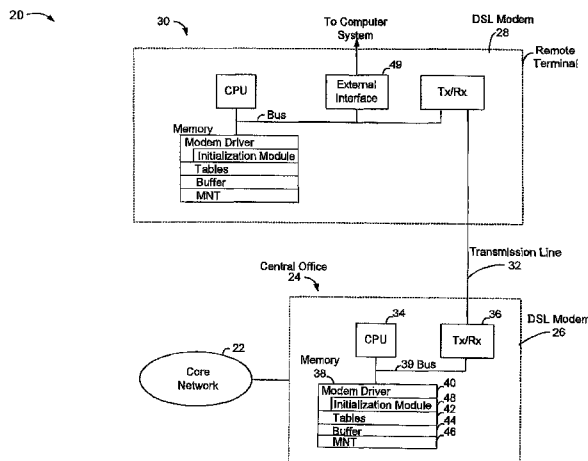 20
30
To Computer
System
DSL Modem
28
Remote
Terminal
49
CPU
External
Interface
Tx/Rx
Bus
Memory
Modem Driver
Initialization Module
Tables
Buffer
MNT
Transmission Line
32
Central Office
24
34
36
DSL Modem
26
CPU
Tx/Rx
22
Core
Network
39 Bus
Memory
38
Modem Driver
40
Initialization Module
48
Tables
42
Buffer
44
MNT
46